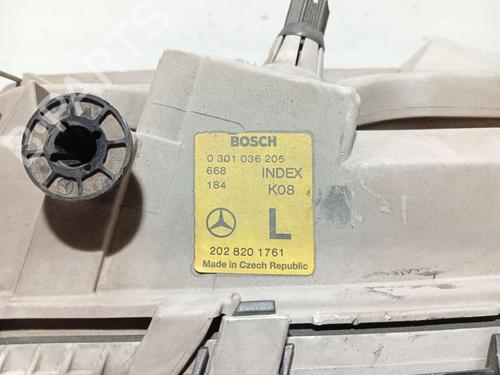 BOSCH
0 301 036 205
668 INDEX
184 K08
L
202 820 1761
Made in Czech Republic